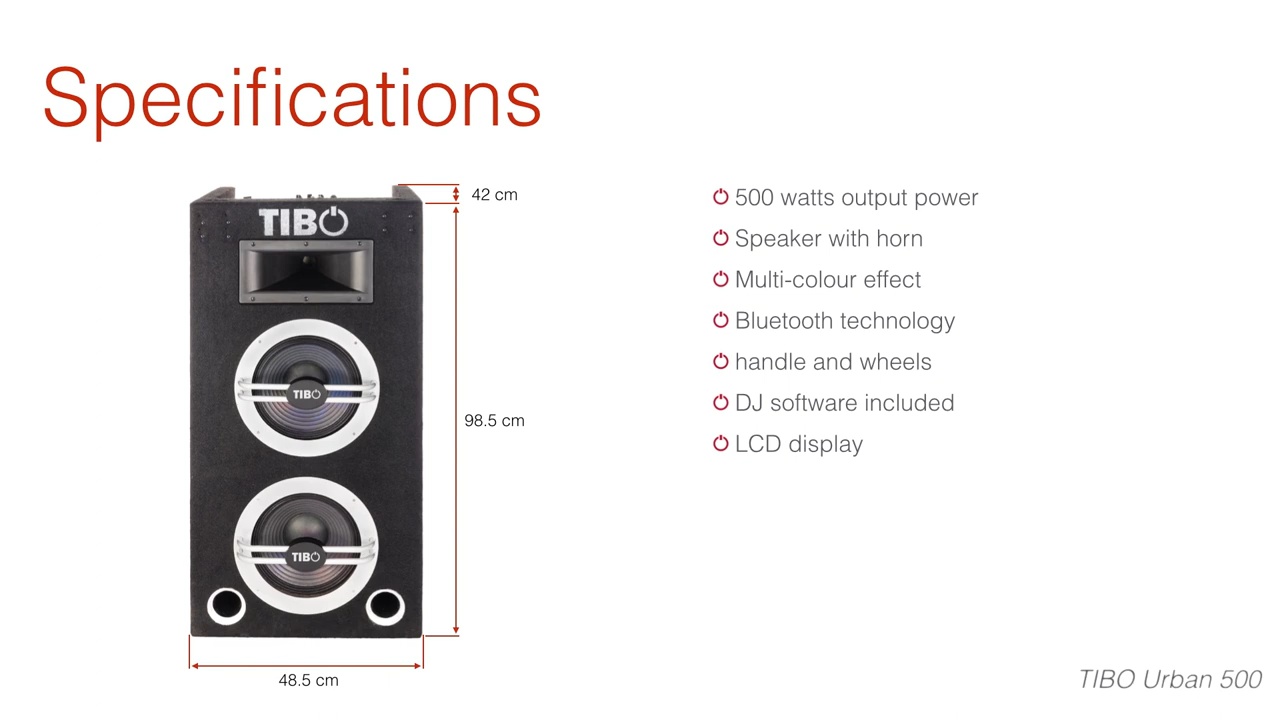 Specifications
42 cm
TIBO
TIBO
98.5 cm
TIBO
48.5 cm
500 watts output power
Speaker with horn
Multi-colour effect
Bluetooth technology
handle and wheels
DJ software included
LCD display
TIBO Urban 500